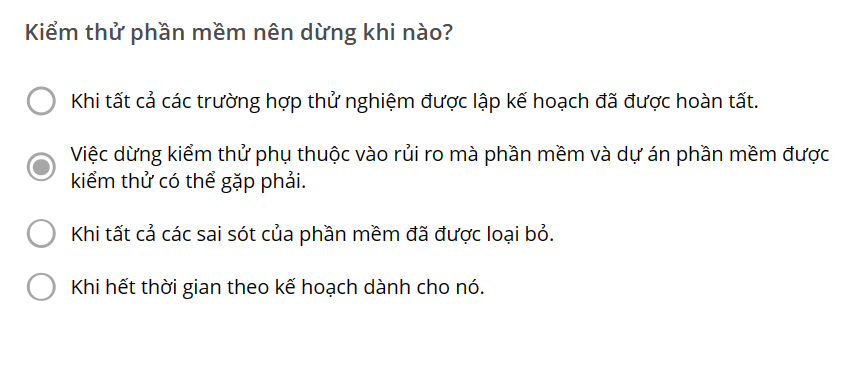 Kiểm thử phần mềm nên dừng khi nào?
Khi tất cả các trường hợp thử nghiệm được lập kế hoạch đã được hoàn tất.
Việc dừng kiểm thử phụ thuộc vào rủi ro mà phần mềm và dự án phần mềm được
kiểm thử có thể gặp phải.
Khi tất cả các sai sót của phần mềm đã được loại bỏ.
Khi hết thời gian theo kế hoạch dành cho nó.